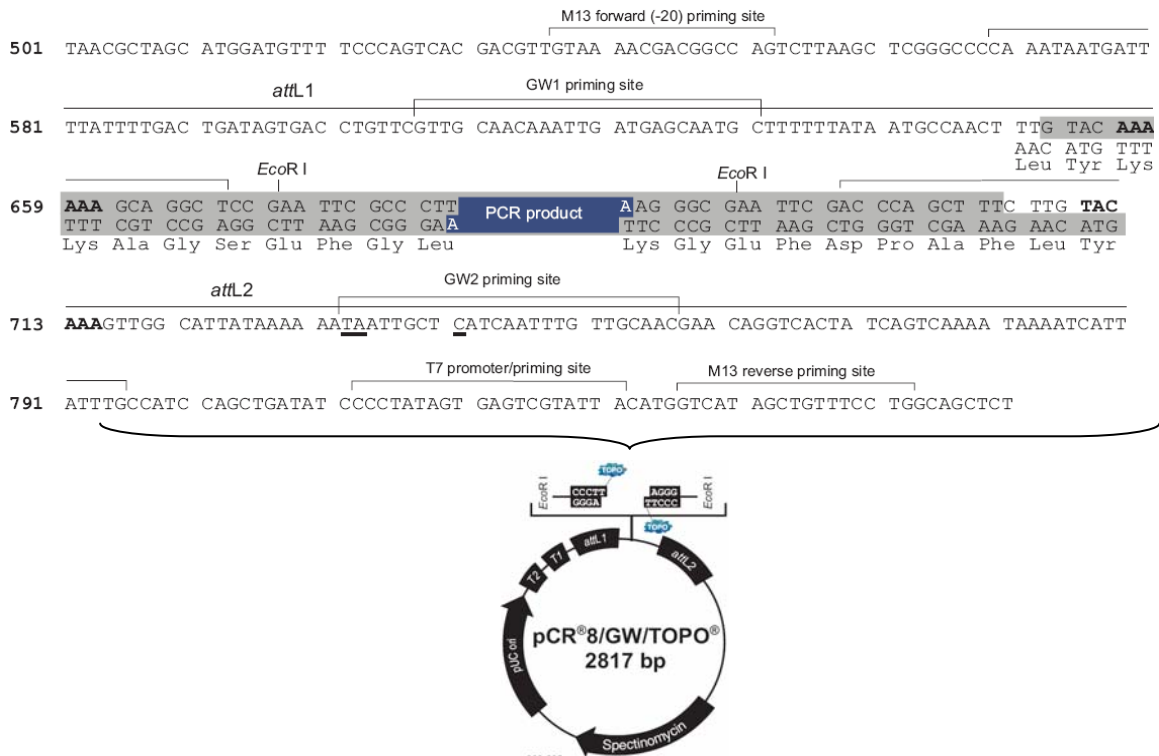 M13 forward (-20) priming site
501 TAACGCTAGC ATGGATGTTT TCCCAGTCAC GACGTTGTAA AACGACGGCC AGTCTTAAGC TCGGGCCCCA AATAATGATT
attL1 GW1 priming site
581 TTATTTTGAC TGATAGTGAC CTGTTCGTTG CAACAAATTG ATGAGCAATG CTTTTTTATA ATGCCAACT TTG TAC AAA
AAC ATG TTT
Leu Tyr Lys
EcoR I EcoR I
659 AAA GCA GGC TCC GAA TTC GCC CTT PCR product A AG GGC GAA TTC GAC CCA GCT TTC TTG TAC
TTT CGT CCG AGG CTT AAG CGG GA A TTC CCG CTT AAG CTG GGT CGA AAG AAC ATG
Lys Ala Gly Ser Glu Phe Gly Leu Lys Gly Glu Phe Asp Pro Ala Phe Leu Tyr
attL2 GW2 priming site
713 AAAGTTGG CATTATAAAA AATAATTGCT CATCAATTTG TTGCAACGAA CAGGTCACTA TCAGTCAAAA TAAAATCATT
T7 promoter/priming site M13 reverse priming site
791 ATTTGCCATC CAGCTGATAT CCCCTATAGT GAGTCGTATT ACATGGTCAT AGCTGTTTCC TGGCAGCTCT
TOPO
EcoR I CCCTT AGGG EcoR I
GGGA TTCCC
TOPO
T2 T1 attL1 attL2
pCR®8/GW/TOPO®
2817 bp
pUC ori
Spectinomycin